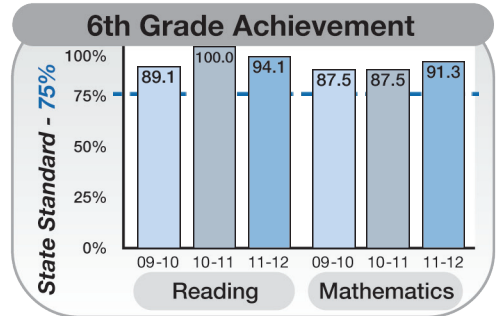 6th Grade Achievement
State Standard - 75%
100%
75%
50%
25%
0%
89.1
100.0
94.1
87.5
87.5
91.3
09-10 10-11 11-12 09-10 10-11 11-12
Reading Mathematics